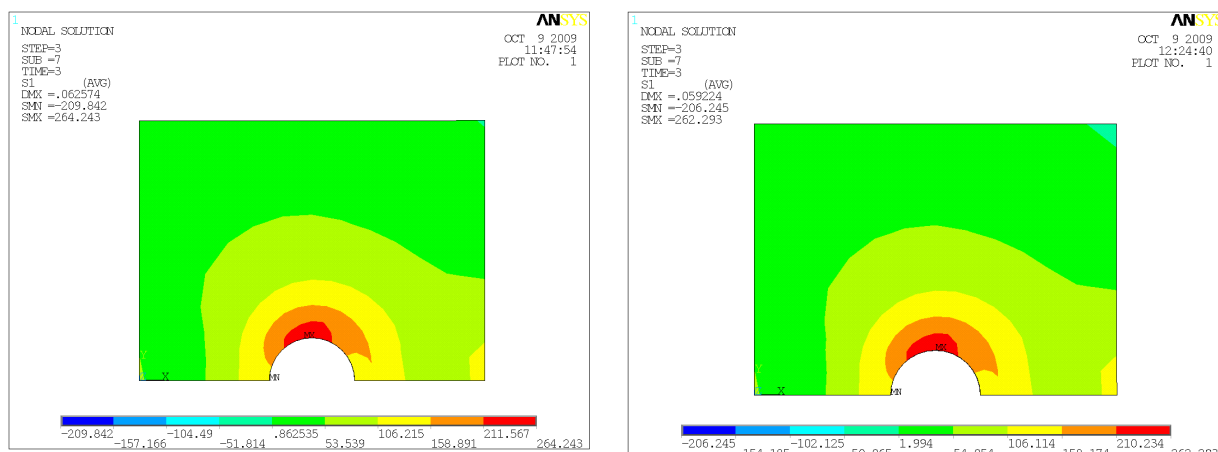 1
ANSYS
NODAL SOLUTION
OCT 9 2009
11:47:54
PLOT NO. 1
STEP=3
SUB =7
TIME=3
S1 (AVG)
DMX =.062574
SMN =-209.842
SMX =264.243
MX
MN
Y
Z X
-209.842
-157.166
-104.49
-51.814
.862535
53.539
106.215
158.891
211.567
264.243
1
ANSYS
NODAL SOLUTION
OCT 9 2009
12:24:40
PLOT NO. 1
STEP=3
SUB =7
TIME=3
S1 (AVG)
DMX =.059224
SMN =-206.245
SMX =262.293
MX
MN
Y
Z X
-206.245
-102.125
1.994
106.114
210.234